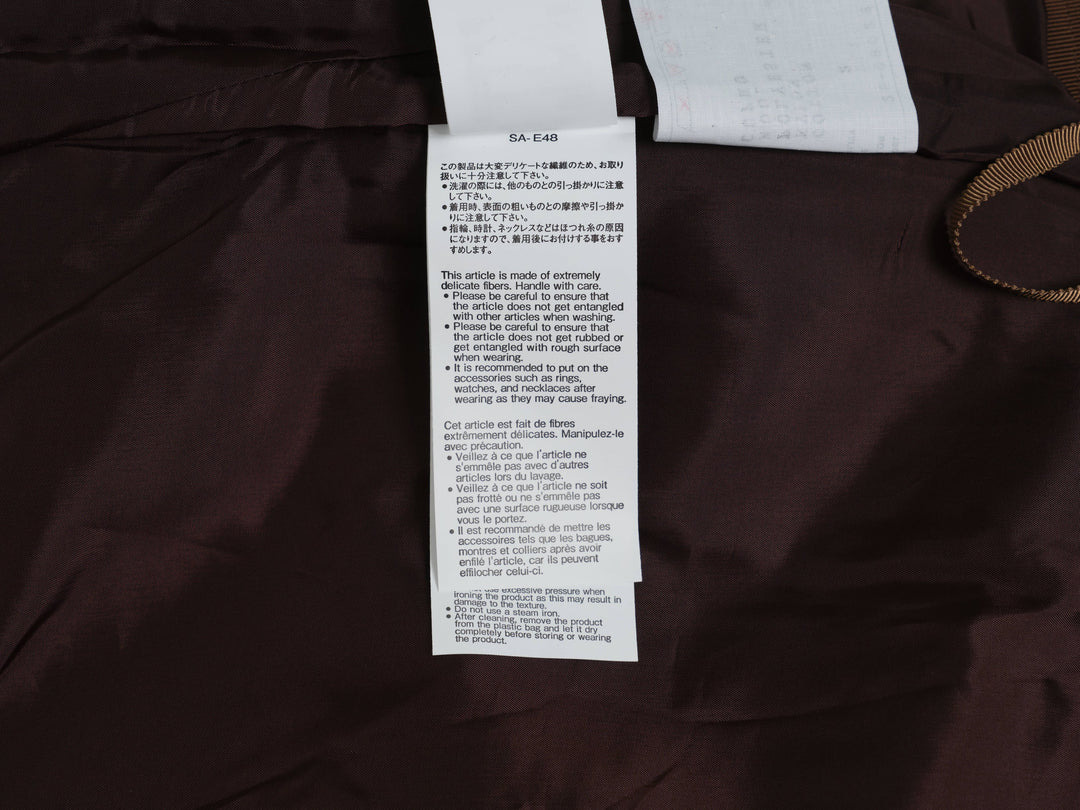 SA- E48
この製品は大変デリケートな繊維のため、お取り
扱いに十分注意して下さい。
● 洗濯の際には、他のものとの引っ掛かりに注意
して下さい。
● 着用時、表面の粗いものとの摩擦や引っ掛か
りに注意して下さい。
● 指輪、時計、ネックレスなどはほつれ糸の原因
になりますので、着用後にお付けする事をおす
すめします。
This article is made of extremely
delicate fibers. Handle with care.
● Please be careful to ensure that
the article does not get entangled
with other articles when washing.
● Please be careful to ensure that
the article does not get rubbed or
get entangled with rough surface
when wearing.
● It is recommended to put on the
accessories such as rings,
watches, and necklaces after
wearing as they may cause fraying.
Cet article est fait de fibres
extrêmement délicates. Manipulez-le
avec précaution.
● Veillez à ce que l'article ne
s'emmêle pas avec d'autres
articles lors du lavage.
● Veillez à ce que l'article ne soit
pas frotté ou ne s'emmêle pas
avec une surface rugueuse lorsque
vous le portez.
● Il est recommandé de mettre les
accessoires tels que les bagues,
montres et colliers après avoir
enfilé l'article, car ils peuvent
effilocher celui-ci.
use excessive pressure when
ironing the product as this may result in
damage to the texture.
● Do not use a steam iron.
● After cleaning, remove the product
from the plastic bag and let it dry
completely before storing or wearing
the product.